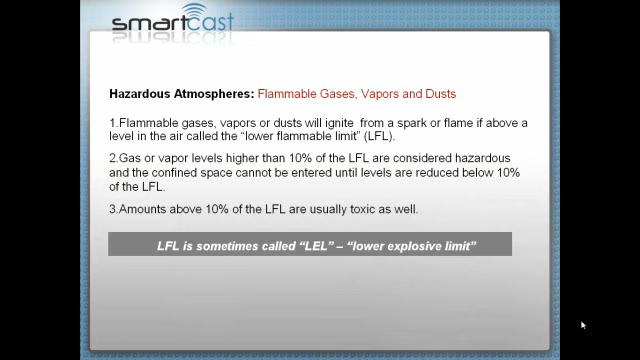 smartcast
Hazardous Atmospheres: Flammable Gases, Vapors and Dusts
1.Flammable gases, vapors or dusts will ignite from a spark or flame if above a
level in the air called the “lower flammable limit” (LFL).
2.Gas or vapor levels higher than 10% of the LFL are considered hazardous
and the confined space cannot be entered until levels are reduced below 10%
of the LFL.
3.Amounts above 10% of the LFL are usually toxic as well.
LFL is sometimes called “LEL” – “lower explosive limit”